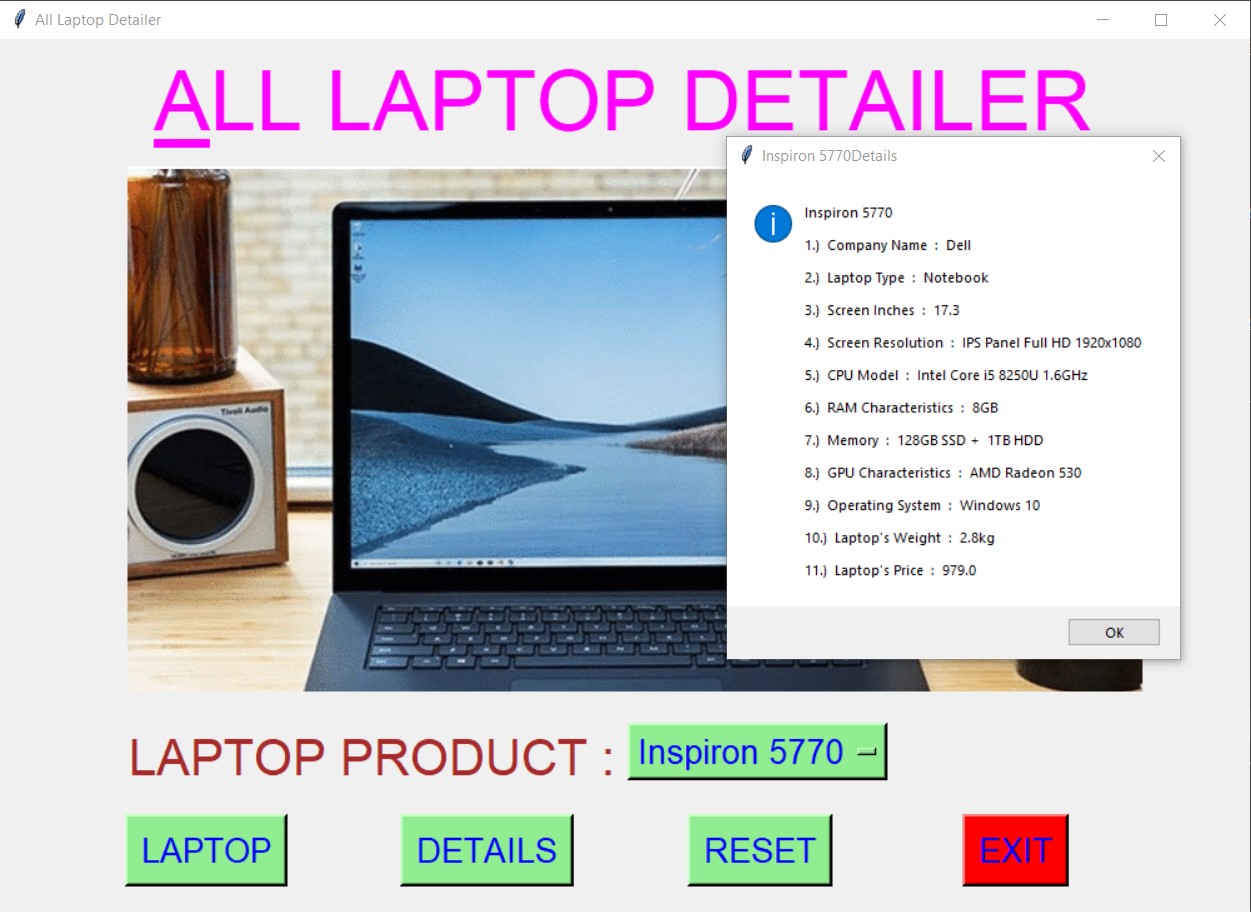 All Laptop Detailer
ALL LAPTOP DETAILER
Inspiron 5770Details
Inspiron 5770
1.) Company Name : Dell
2.) Laptop Type : Notebook
3.) Screen Inches : 17.3
4.) Screen Resolution : IPS Panel Full HD 1920x1080
5.) CPU Model : Intel Core i5 8250U 1.6GHz
6.) RAM Characteristics : 8GB
7.) Memory : 128GB SSD + 1TB HDD
8.) GPU Characteristics : AMD Radeon 530
9.) Operating System : Windows 10
10.) Laptop's Weight : 2.8kg
11.) Laptop's Price : 979.0
OK
Tivoli Audio
LAPTOP PRODUCT : Inspiron 5770
LAPTOP DETAILS RESET EXIT